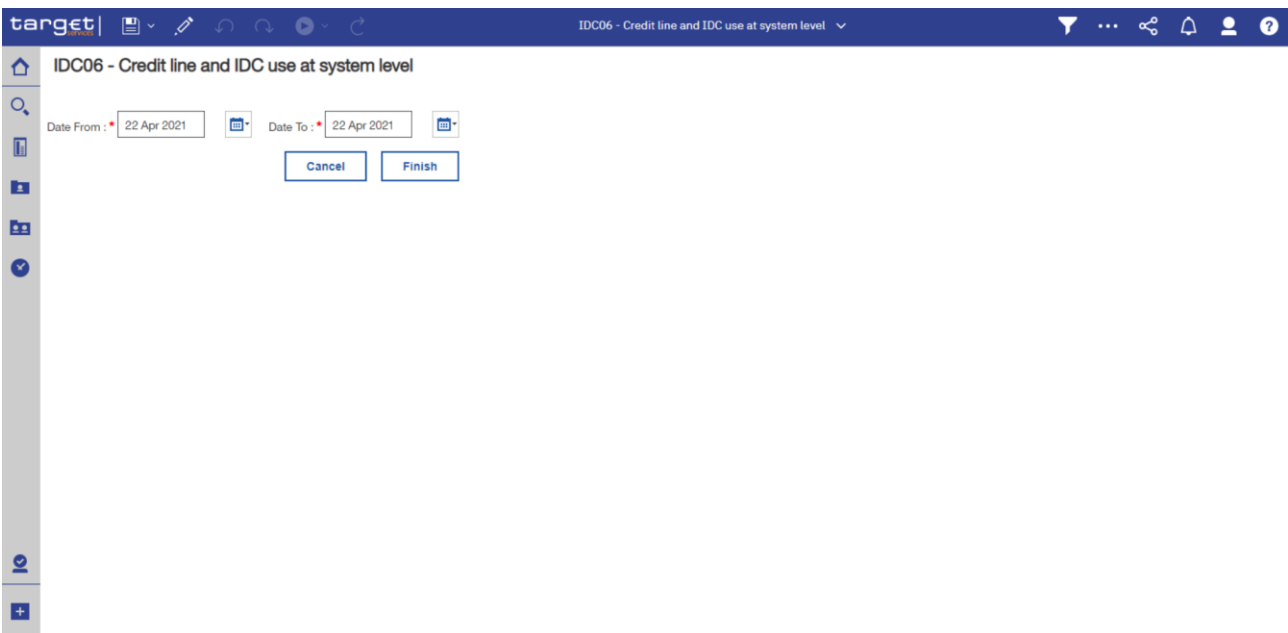 target| IDC06 - Credit line and IDC use at system level
services
IDC06 - Credit line and IDC use at system level
Date From : * 22 Apr 2021 Date To : * 22 Apr 2021
Cancel Finish